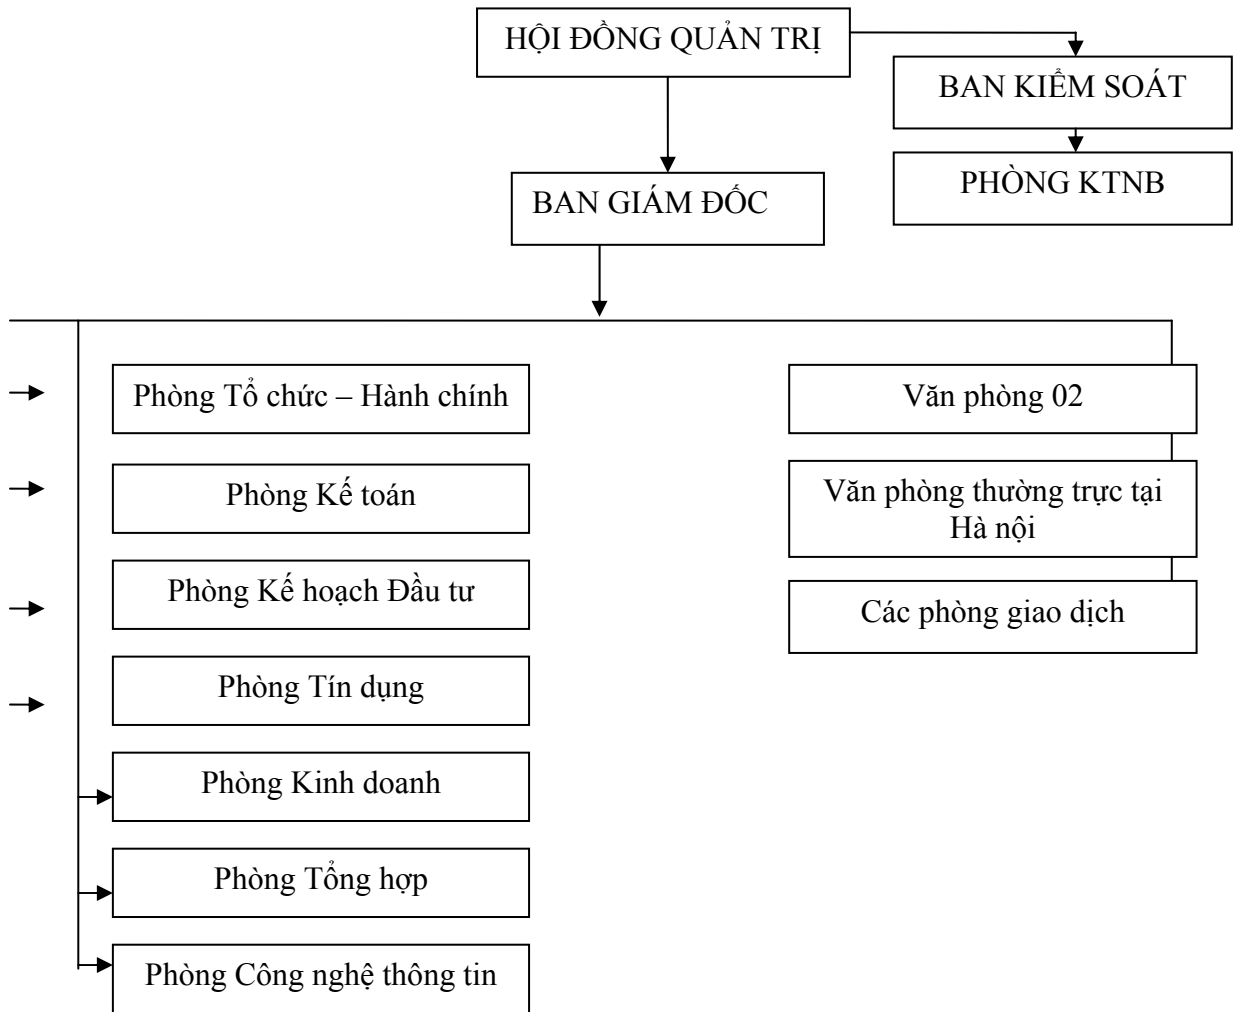 HỘI ĐỒNG QUẢN TRỊ
BAN KIỂM SOÁT
PHÒNG KTNB
BAN GIÁM ĐỐC
Phòng Tổ chức – Hành chính
Phòng Kế toán
Phòng Kế hoạch Đầu tư
Phòng Tín dụng
Phòng Kinh doanh
Phòng Tổng hợp
Phòng Công nghệ thông tin
Văn phòng 02
Văn phòng thường trực tại
Hà nội
Các phòng giao dịch